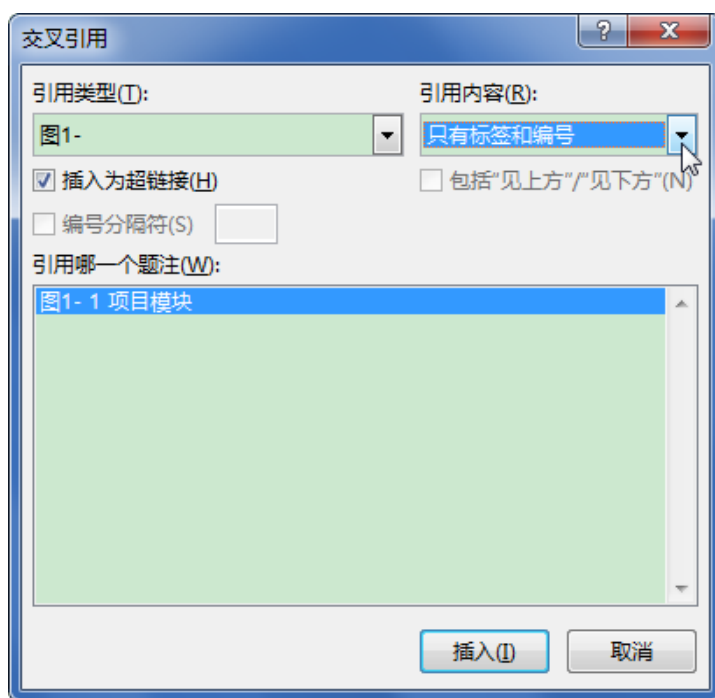 交叉引用
引用类型(T): 引用内容(R):
图1- 只有标签和编号
插入为超链接(H) 包括“见上方”/“见下方”(N)
编号分隔符(S)
引用哪一个题注(W):
图1- 1 项目模块
插入(I) 取消